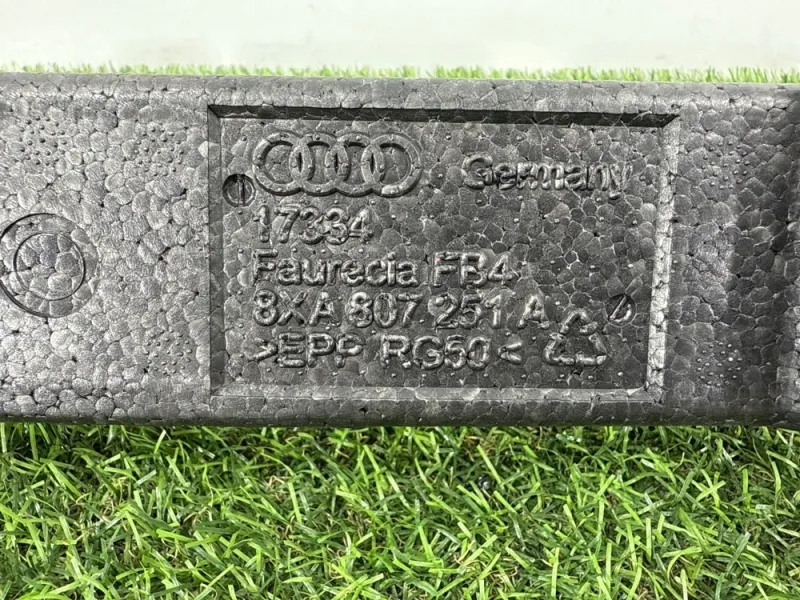 Germany
17334
Faurecia FB4
8XA 807 251 A
>EPP RG50<